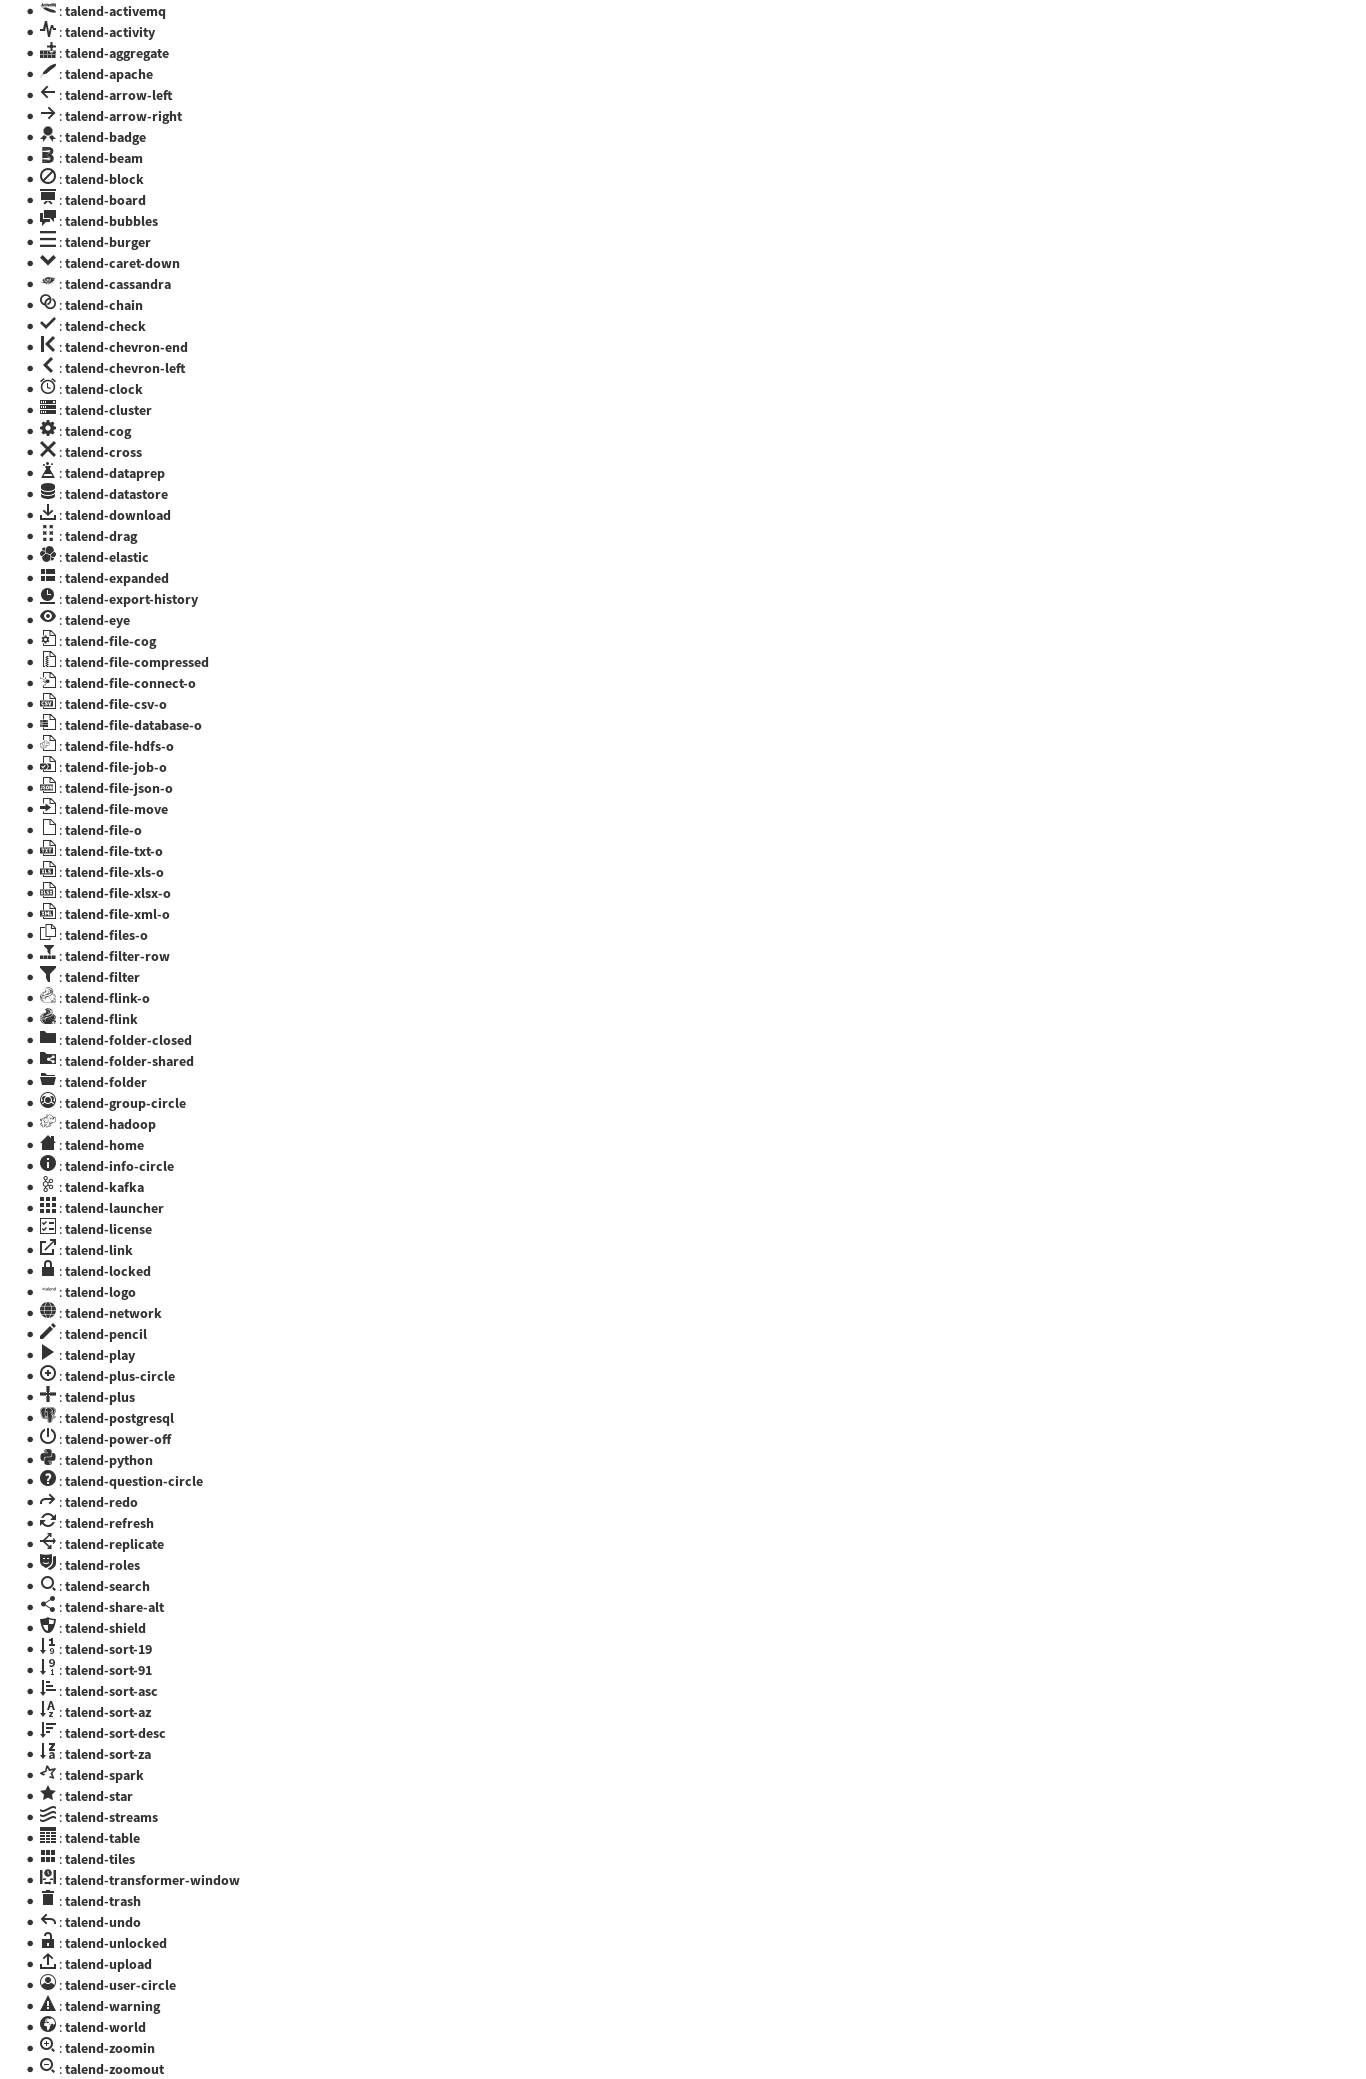 : talend-activemq
: talend-activity
: talend-aggregate
: talend-apache
: talend-arrow-left
: talend-arrow-right
: talend-badge
: talend-beam
: talend-block
: talend-board
: talend-bubbles
: talend-burger
: talend-caret-down
: talend-cassandra
: talend-chain
: talend-check
: talend-chevron-end
: talend-chevron-left
: talend-clock
: talend-cluster
: talend-cog
: talend-cross
: talend-dataprep
: talend-datastore
: talend-download
: talend-drag
: talend-elastic
: talend-expanded
: talend-export-history
: talend-eye
: talend-file-cog
: talend-file-compressed
: talend-file-connect-o
: talend-file-csv-o
: talend-file-database-o
: talend-file-hdfs-o
: talend-file-job-o
: talend-file-json-o
: talend-file-move
: talend-file-o
: talend-file-txt-o
: talend-file-xls-o
: talend-file-xlsx-o
: talend-file-xml-o
: talend-files-o
: talend-filter-row
: talend-filter
: talend-flink-o
: talend-flink
: talend-folder-closed
: talend-folder-shared
: talend-folder
: talend-group-circle
: talend-hadoop
: talend-home
: talend-info-circle
: talend-kafka
: talend-launcher
: talend-license
: talend-link
: talend-locked
: talend-logo
: talend-network
: talend-pencil
: talend-play
: talend-plus-circle
: talend-plus
: talend-postgresql
: talend-power-off
: talend-python
: talend-question-circle
: talend-redo
: talend-refresh
: talend-replicate
: talend-roles
: talend-search
: talend-share-alt
: talend-shield
: talend-sort-19
: talend-sort-91
: talend-sort-asc
: talend-sort-az
: talend-sort-desc
: talend-sort-za
: talend-spark
: talend-star
: talend-streams
: talend-table
: talend-tiles
: talend-transformer-window
: talend-trash
: talend-undo
: talend-unlocked
: talend-upload
: talend-user-circle
: talend-warning
: talend-world
: talend-zoomin
: talend-zoomout